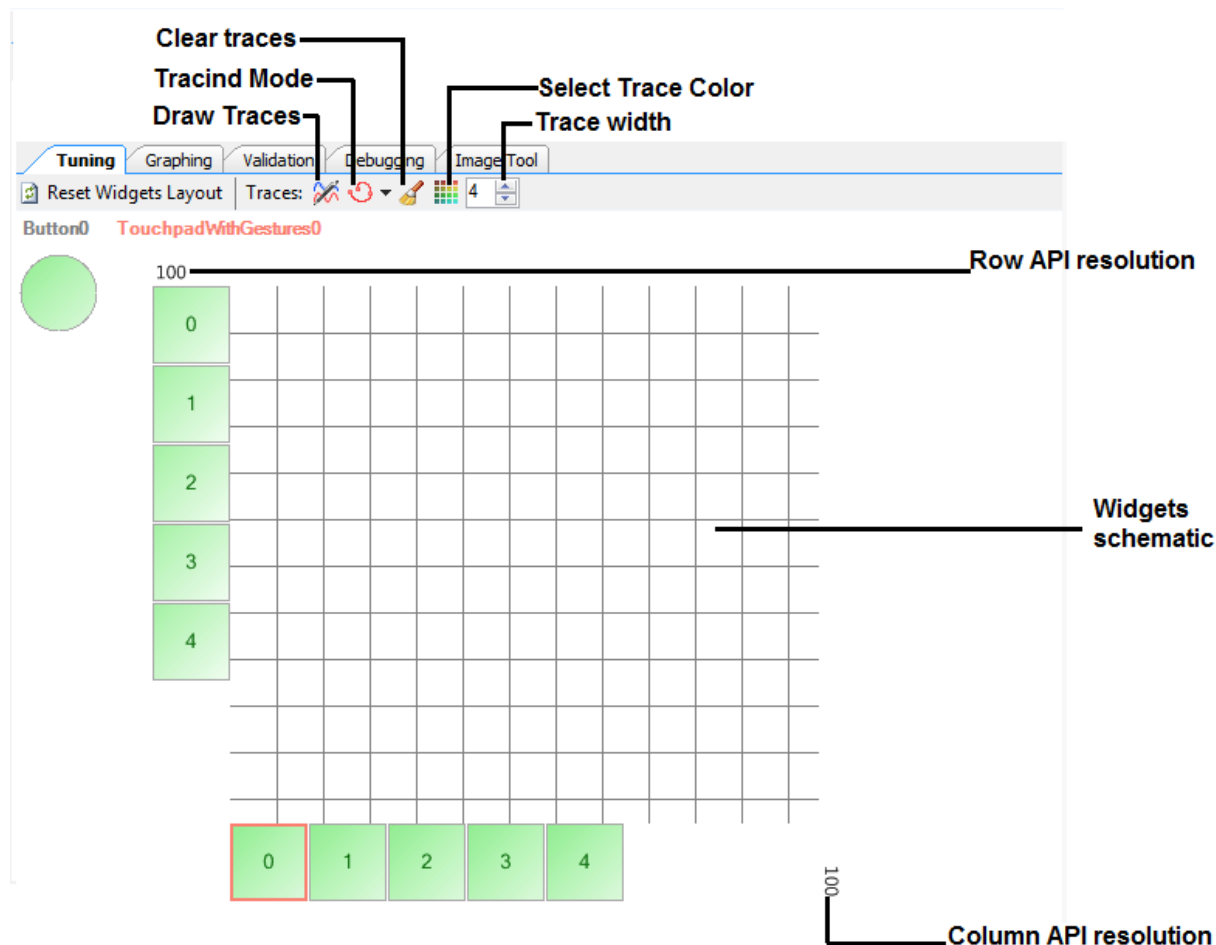 Clear traces
Tracind Mode
Select Trace Color
Draw Traces
Trace width
Tuning Graphing Validation Debugging Image Tool
Reset Widgets Layout Traces: 4
Button0 TouchpadWithGestures0
Row API resolution
100
0
1
2
Widgets
schematic
3
4
0 1 2 3 4
100
Column API resolution